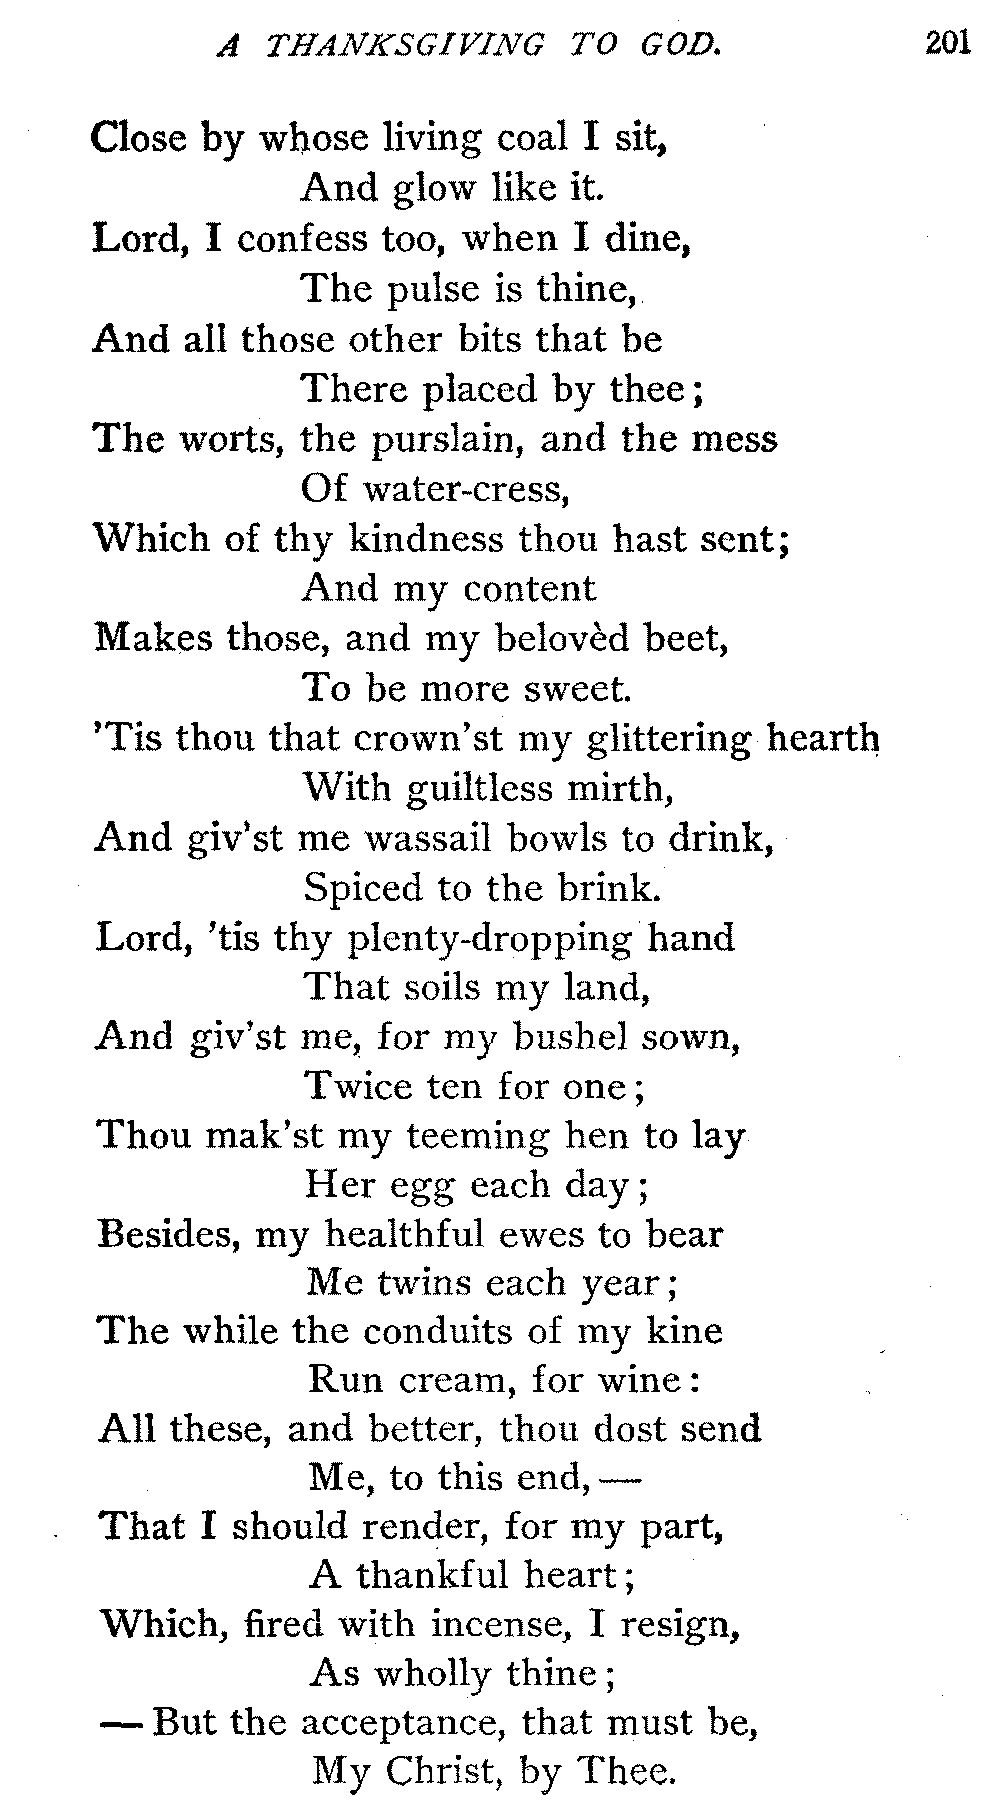 A THANKSGIVING TO GOD. 201
Close by whose living coal I sit,
And glow like it.
Lord, I confess too, when I dine,
The pulse is thine,
And all those other bits that be
There placed by thee;
The worts, the purslain, and the mess
Of water-cress,
Which of thy kindness thou hast sent;
And my content
Makes those, and my belovèd beet,
To be more sweet.
'Tis thou that crown'st my glittering hearth
With guiltless mirth,
And giv'st me wassail bowls to drink,
Spiced to the brink.
Lord, 'tis thy plenty-dropping hand
That soils my land,
And giv'st me, for my bushel sown,
Twice ten for one;
Thou mak'st my teeming hen to lay
Her egg each day;
Besides, my healthful ewes to bear
Me twins each year;
The while the conduits of my kine
Run cream, for wine:
All these, and better, thou dost send
Me, to this end,—
That I should render, for my part,
A thankful heart;
Which, fired with incense, I resign,
As wholly thine;
—But the acceptance, that must be,
My Christ, by Thee.